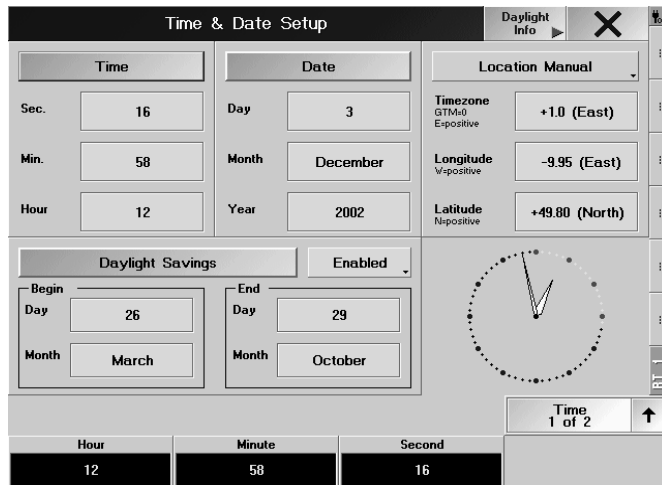 Time & Date Setup
Daylight
Info
Time
Date
Location Manual
Sec.
16
Day
3
Timezone
GTM=0
E=positive
+1.0 (East)
Min.
58
Month
December
Longitude
W=positive
-9.95 (East)
Hour
12
Year
2002
Latitude
N=positive
+49.80 (North)
Daylight Savings
Enabled
Begin
End
Day
26
Day
29
Month
March
Month
October
Time
1 of 2
Hour
Minute
Second
12
58
16